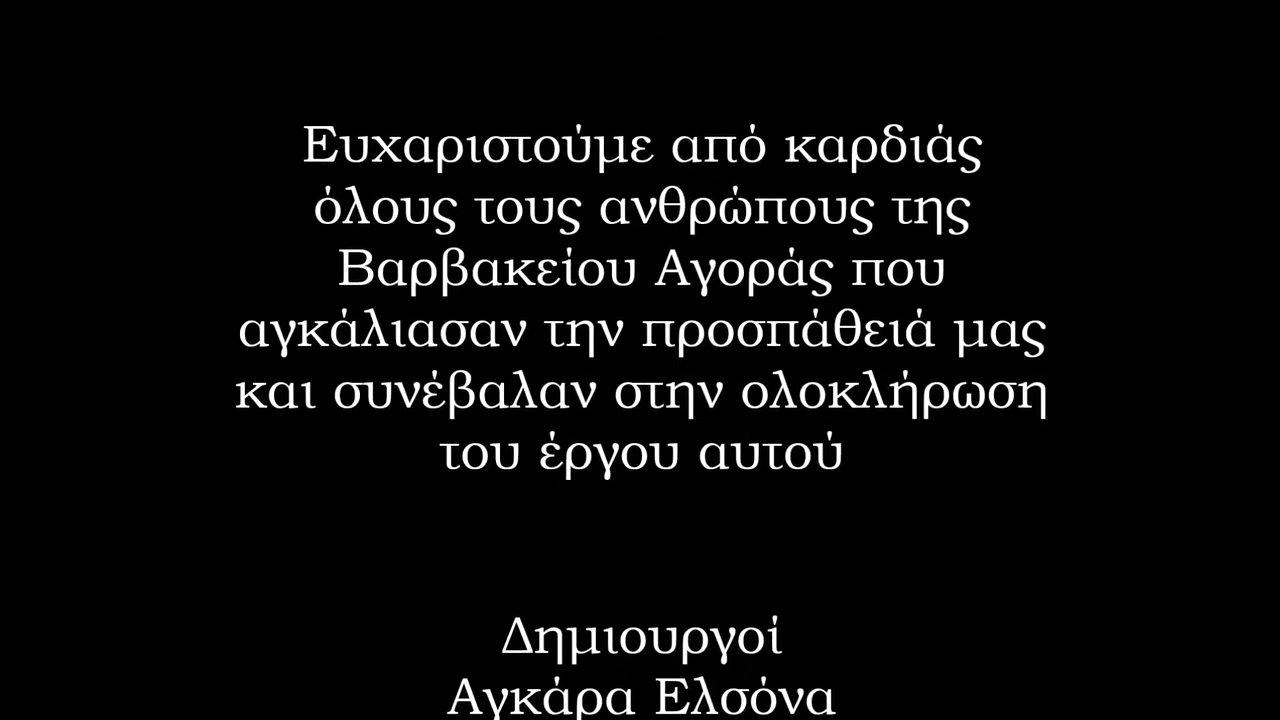 Ευχαριστούμε από καρδιάς
όλους τους ανθρώπους της
Βαρβακείου Αγοράς που
αγκάλιασαν την προσπάθειά μας
και συνέβαλαν στην ολοκλήρωση
του έργου αυτού
Δημιουργοί
Αγκάρα Ελσόνα